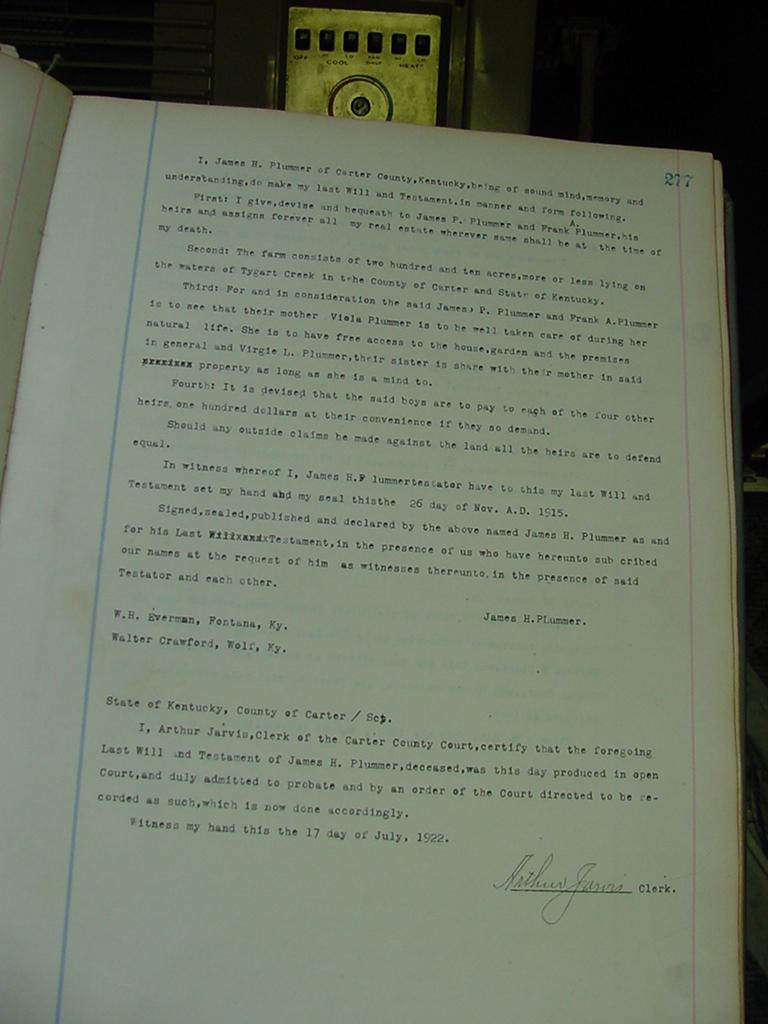 OFF HI LO FAN LO HI
COOL ONLY HEAT
277
I, James H. Plummer of Carter County,Kentucky,being of sound mind,memory and
understanding,do make my last Will and Testament,in manner and form following.
First: I give,devise and bequeath to James P. Plummer and Frank A. Plummer,his
heirs and assigns forever all my real estate wherever same shall be at the time of
my death.
Second: The farm consists of two hundred and ten acres,more or less lying on
the waters of Tygart Creek in tehe County of Carter and State of Kentucky.
Third: For and in consideration the said James, P. Plummer and Frank A.Plummer
is to see that their mother Viola Plummer is to be well taken care of during her
natural life. She is to have free access to the house,garden and the premises
in general and Virgie L. Plummer,their sister is share with their mother in said
xxxxixxx property as long as she is a mind to.
Fourth: It is devised that the said boys are to pay to each of the four other
heirs,one hundred dollars at their convenience if they so demand.
Should any outside claims be made against the land all the heirs are to defend
equal.
In witness whereof I, James H.P lummertestator have to this my last Will and
Testament set my hand and my seal thisthe 26 day of Nov. A.D. 1915.
Signed,sealed,published and declared by the above named James H. Plummer as and
for his Last WillxxandxTestament,in the presence of us who have hereunto sub cribed
our names at the request of him as witnesses thereunto,in the presence of said
Testator and each other.
James H.PLummer.
W.H. Everman, Fontana, Ky.
Walter Crawford, Wolf, Ky.
State of Kentucky, County of Carter / Sct.
I, Arthur Jarvis,Clerk of the Carter County Court,certify that the foregoing
Last Will and Testament of James H. Plummer,deceased,was this day produced in open
Court,and duly admitted to probate and by an order of the Court directed to be re-
corded as such,which is now done accordingly.
Witness my hand this the 17 day of July, 1922.
Arthur Jarvis Clerk.